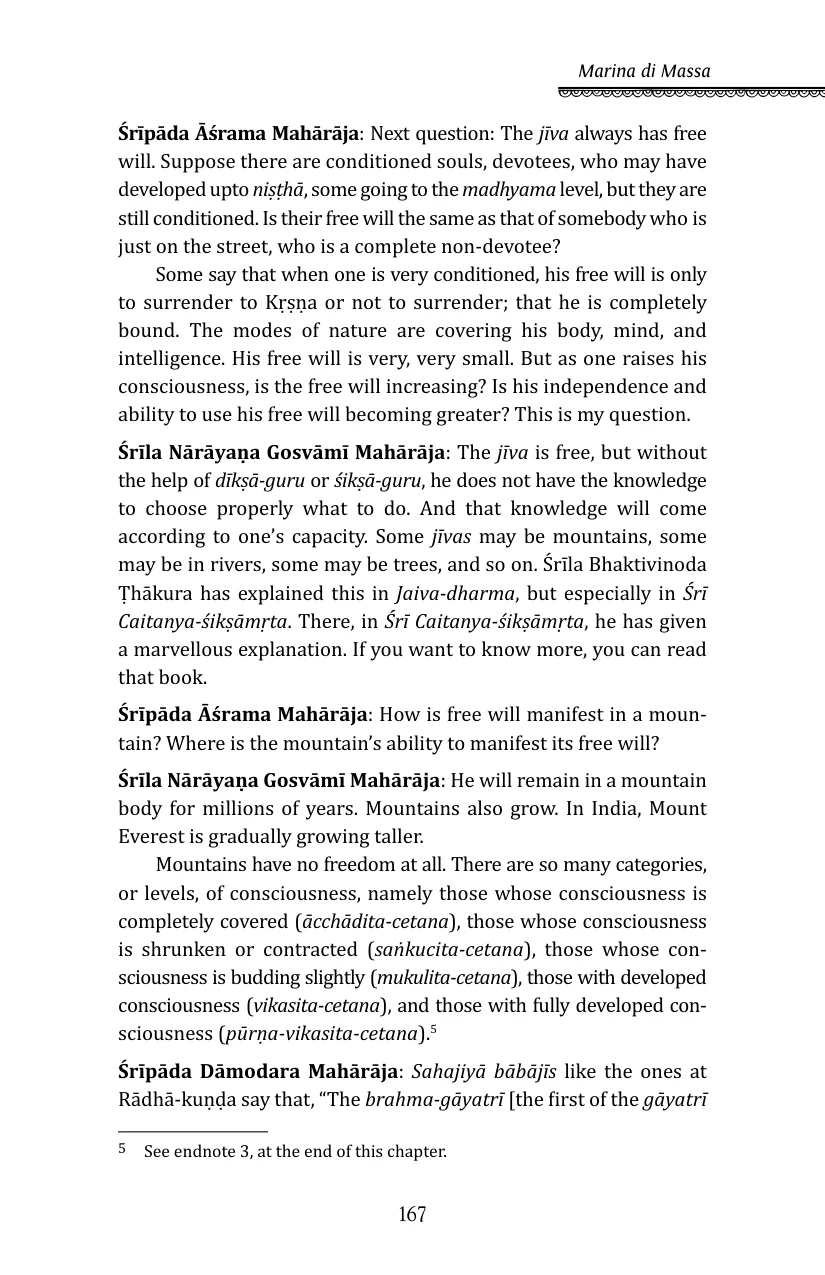 Marina di Massa
Śrīpāda Āśrama Mahārāja: Next question: The jīva always has free
will. Suppose there are conditioned souls, devotees, who may have
developed upto niṣṭhā, some going to the madhyama level, but they are
still conditioned. Is their free will the same as that of somebody who is
just on the street, who is a complete non-devotee?
Some say that when one is very conditioned, his free will is only
to surrender to Kṛṣṇa or not to surrender; that he is completely
bound. The modes of nature are covering his body, mind, and
intelligence. His free will is very, very small. But as one raises his
consciousness, is the free will increasing? Is his independence and
ability to use his free will becoming greater? This is my question.
Śrīla Nārāyaṇa Gosvāmī Mahārāja: The jīva is free, but without
the help of dīkṣā-guru or śikṣā-guru, he does not have the knowledge
to choose properly what to do. And that knowledge will come
according to one’s capacity. Some jīvas may be mountains, some
may be in rivers, some may be trees, and so on. Śrīla Bhaktivinoda
Ṭhākura has explained this in Jaiva-dharma, but especially in Śrī
Caitanya-śikṣāmṛta. There, in Śrī Caitanya-śikṣāmṛta, he has given
a marvellous explanation. If you want to know more, you can read
that book.
Śrīpāda Āśrama Mahārāja: How is free will manifest in a moun-
tain? Where is the mountain’s ability to manifest its free will?
Śrīla Nārāyaṇa Gosvāmī Mahārāja: He will remain in a mountain
body for millions of years. Mountains also grow. In India, Mount
Everest is gradually growing taller.
Mountains have no freedom at all. There are so many categories,
or levels, of consciousness, namely those whose consciousness is
completely covered (ācchādita-cetana), those whose consciousness
is shrunken or contracted (saṅkucita-cetana), those whose con-
sciousness is budding slightly (mukulita-cetana), those with developed
consciousness (vikasita-cetana), and those with fully developed con-
sciousness (pūrṇa-vikasita-cetana).5
Śrīpāda Dāmodara Mahārāja: Sahajiyā bābājīs like the ones at
Rādhā-kuṇḍa say that, “The brahma-gāyatrī [the first of the gāyatrī
5 See endnote 3, at the end of this chapter.
167